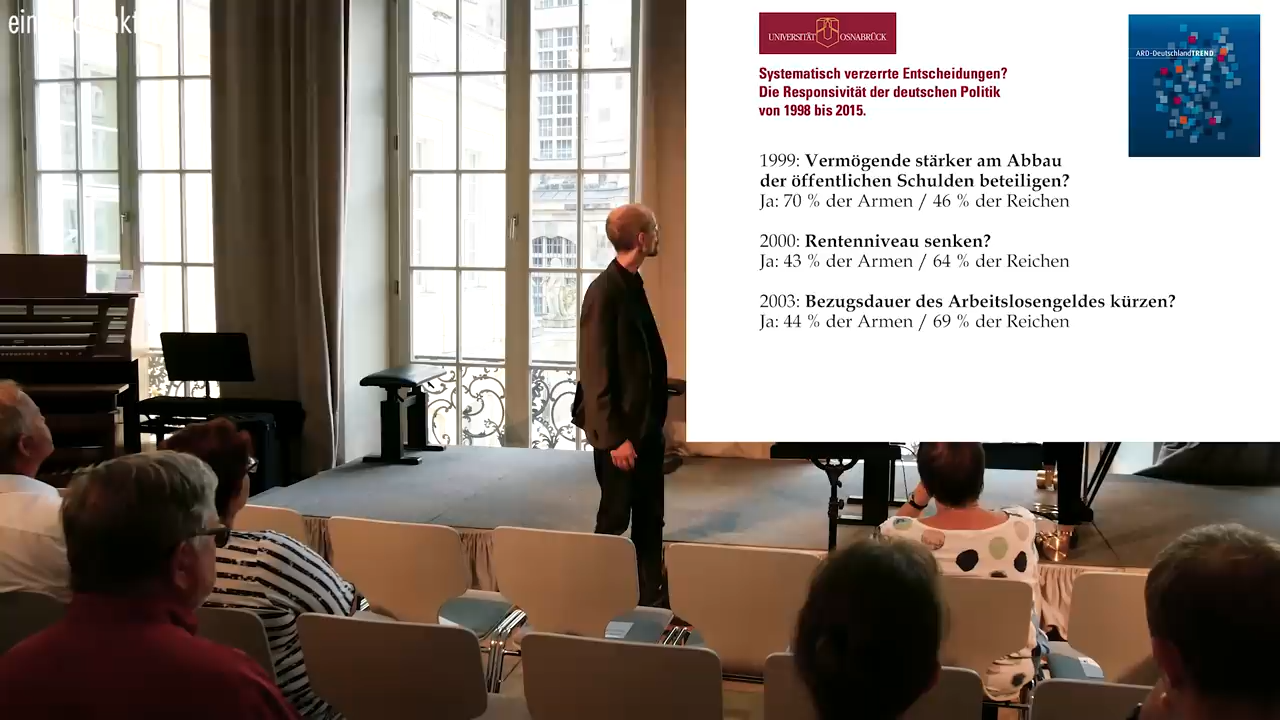 UNIVERSITÄT OSNABRÜCK
ARD-DeutschlandTREND
Systematisch verzerrte Entscheidungen?
Die Responsivität der deutschen Politik
von 1998 bis 2015.
1999: Vermögende stärker am Abbau
der öffentlichen Schulden beteiligen?
Ja: 70 % der Armen / 46 % der Reichen
2000: Rentenniveau senken?
Ja: 43 % der Armen / 64 % der Reichen
2003: Bezugsdauer des Arbeitslosengeldes kürzen?
Ja: 44 % der Armen / 69 % der Reichen